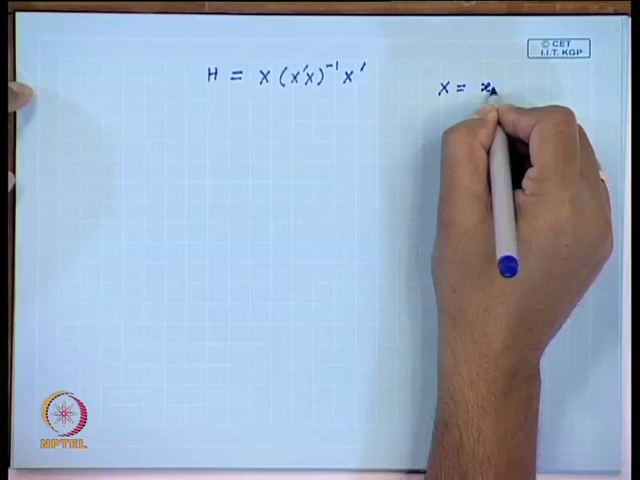 © CET
I.I.T. KGP
H = X (X'X)⁻¹ X'
X = x
NPTEL